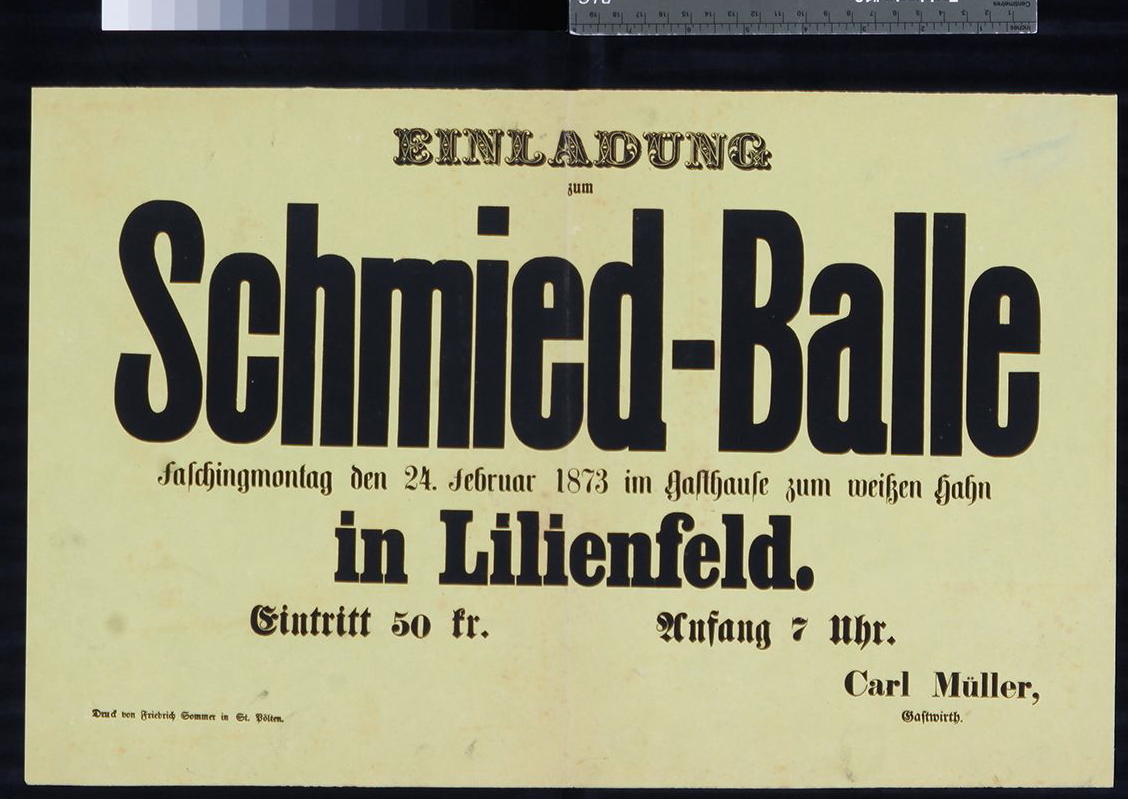 EINLADUNG
zum
Schmied-Balle
Faschingmontag den 24. Februar 1873 im Gasthause zum weißen Hahn
in Lilienfeld.
Eintritt 50 kr. Anfang 7 Uhr.
Carl Müller,
Gastwirth.
Druck von Friedrich Sommer in St. Pölten.